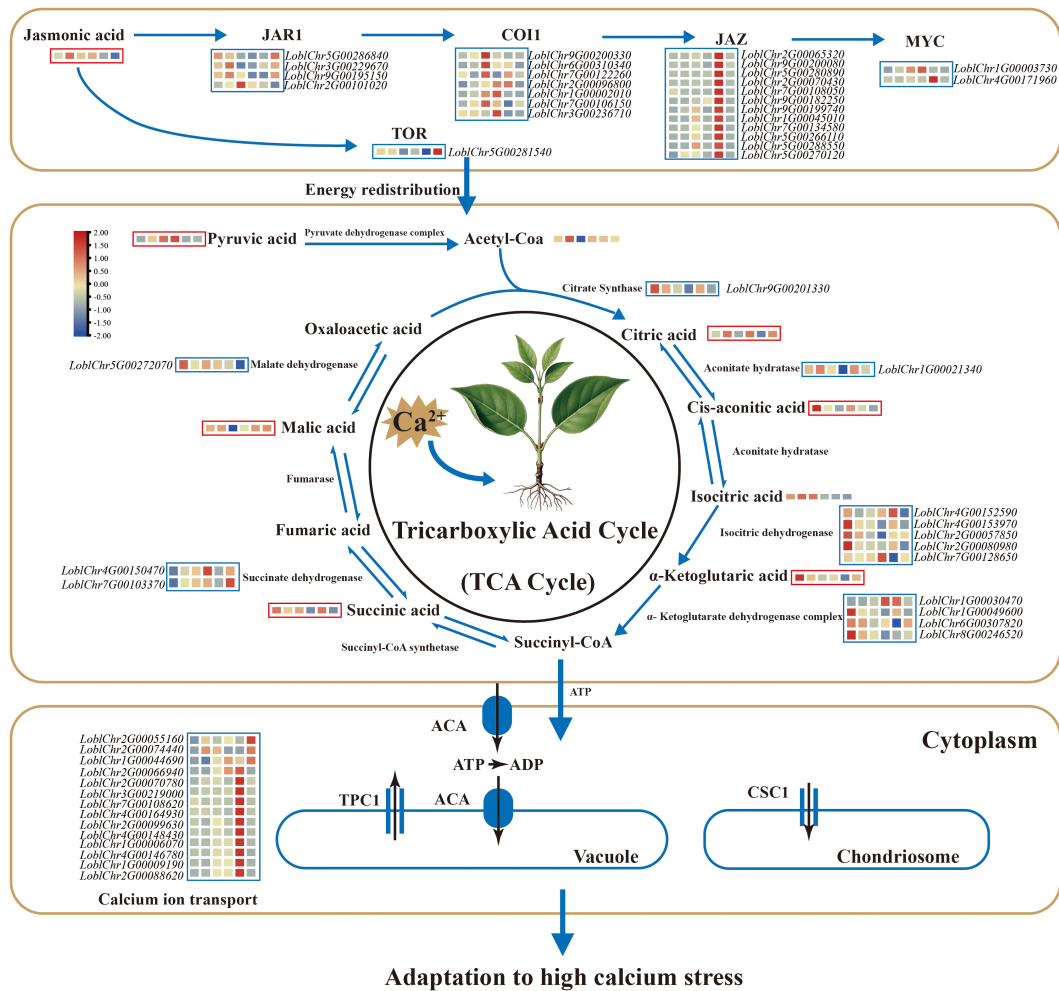 Jasmonic acid
JAR1
COI1
JAZ
MYC
LoblChr5G00286840
LoblChr3G00229670
LoblChr9G00195150
LoblChr2G00101020
LoblChr9G00200330
LoblChr6G00310340
LoblChr7G00122260
LoblChr2G00096800
LoblChr1G00002010
LoblChr7G00106150
LoblChr3G00236710
LoblChr2G00065320
LoblChr9G00200080
LoblChr5G00280890
LoblChr2G00070430
LoblChr7G00108050
LoblChr9G00182250
LoblChr9G00199740
LoblChr1G00045010
LoblChr7G00134580
LoblChr5G00266110
LoblChr5G00288550
LoblChr5G00270120
LoblChr1G00003730
LoblChr4G00171960
TOR
LoblChr5G00281540
Energy redistribution
2.00
1.50
1.00
0.50
0.00
-0.50
-1.00
-1.50
-2.00
Pyruvic acid
Pyruvate dehydrogenase complex
Acetyl-Coa
Citrate Synthase
LoblChr9G00201330
Oxaloacetic acid
Citric acid
LoblChr5G00272070
Malate dehydrogenase
Aconitate hydratase
LoblChr1G00021340
Malic acid
Ca2+
Cis-aconitic acid
Aconitate hydratase
Fumarase
Isocitric acid
Fumaric acid
Tricarboxylic Acid Cycle
(TCA Cycle)
Isocitric dehydrogenase
LoblChr4G00152590
LoblChr4G00153970
LoblChr2G00057850
LoblChr2G00080980
LoblChr7G00128650
LoblChr4G00150470
LoblChr7G00103370
Succinate dehydrogenase
α-Ketoglutaric acid
Succinic acid
α- Ketoglutarate dehydrogenase complex
LoblChr1G00030470
LoblChr1G00049600
LoblChr6G00307820
LoblChr8G00246520
Succinyl-CoA synthetase
Succinyl-CoA
ATP
ACA
Cytoplasm
LoblChr2G00055160
LoblChr2G00074440
LoblChr1G00044690
LoblChr2G00066940
LoblChr2G00070780
LoblChr3G00219000
LoblChr7G00108620
LoblChr4G00164930
LoblChr2G00099630
LoblChr4G00148430
LoblChr1G00006070
LoblChr4G00146780
LoblChr1G00009190
LoblChr2G00088620
Calcium ion transport
ATP
ADP
TPC1
ACA
CSC1
Vacuole
Chondriosome
Adaptation to high calcium stress